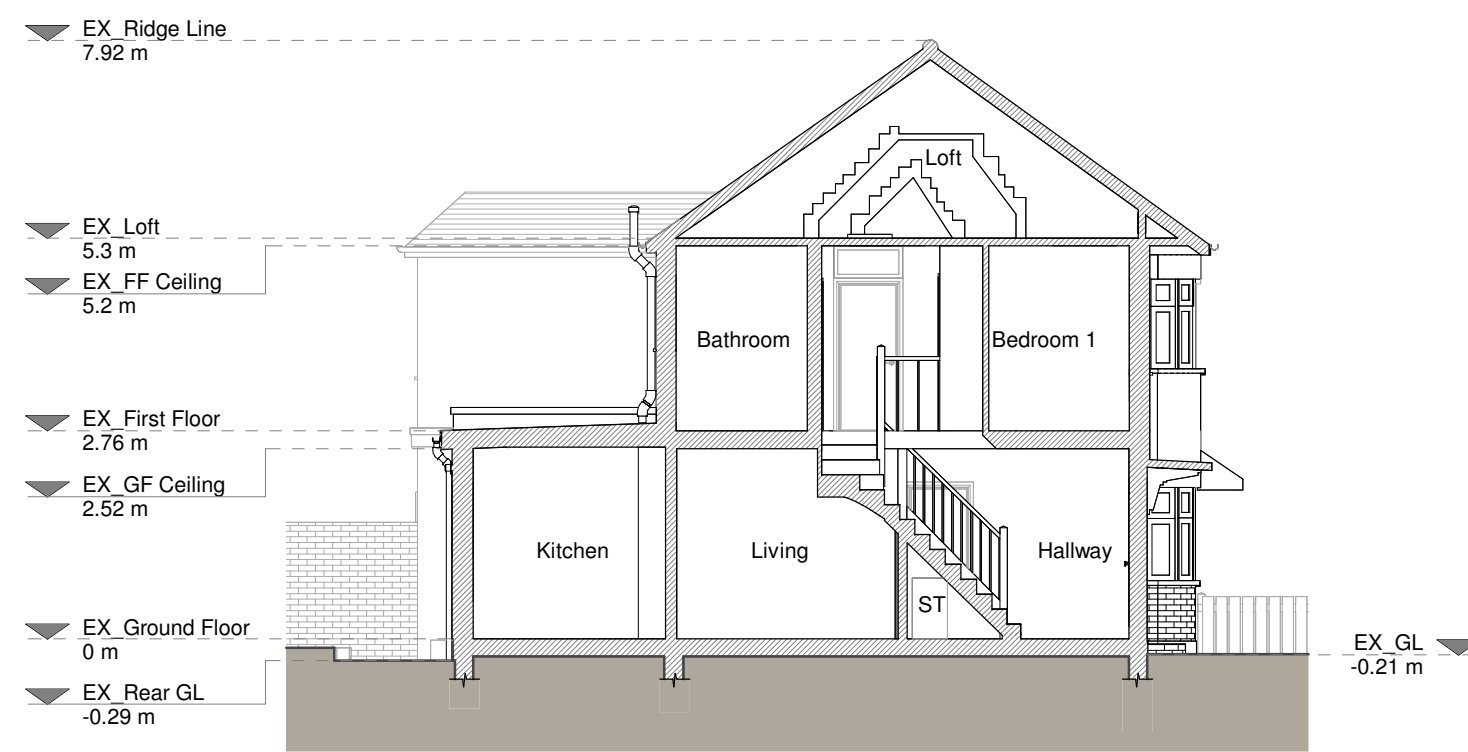 EX_Ridge Line
7.92 m
Loft
EX_Loft
5.3 m
EX_FF Ceiling
5.2 m
Bathroom
Bedroom 1
EX_First Floor
2.76 m
EX_GF Ceiling
2.52 m
Kitchen
Living
Hallway
ST
EX_Ground Floor
0 m
EX_GL
-0.21 m
EX_Rear GL
-0.29 m